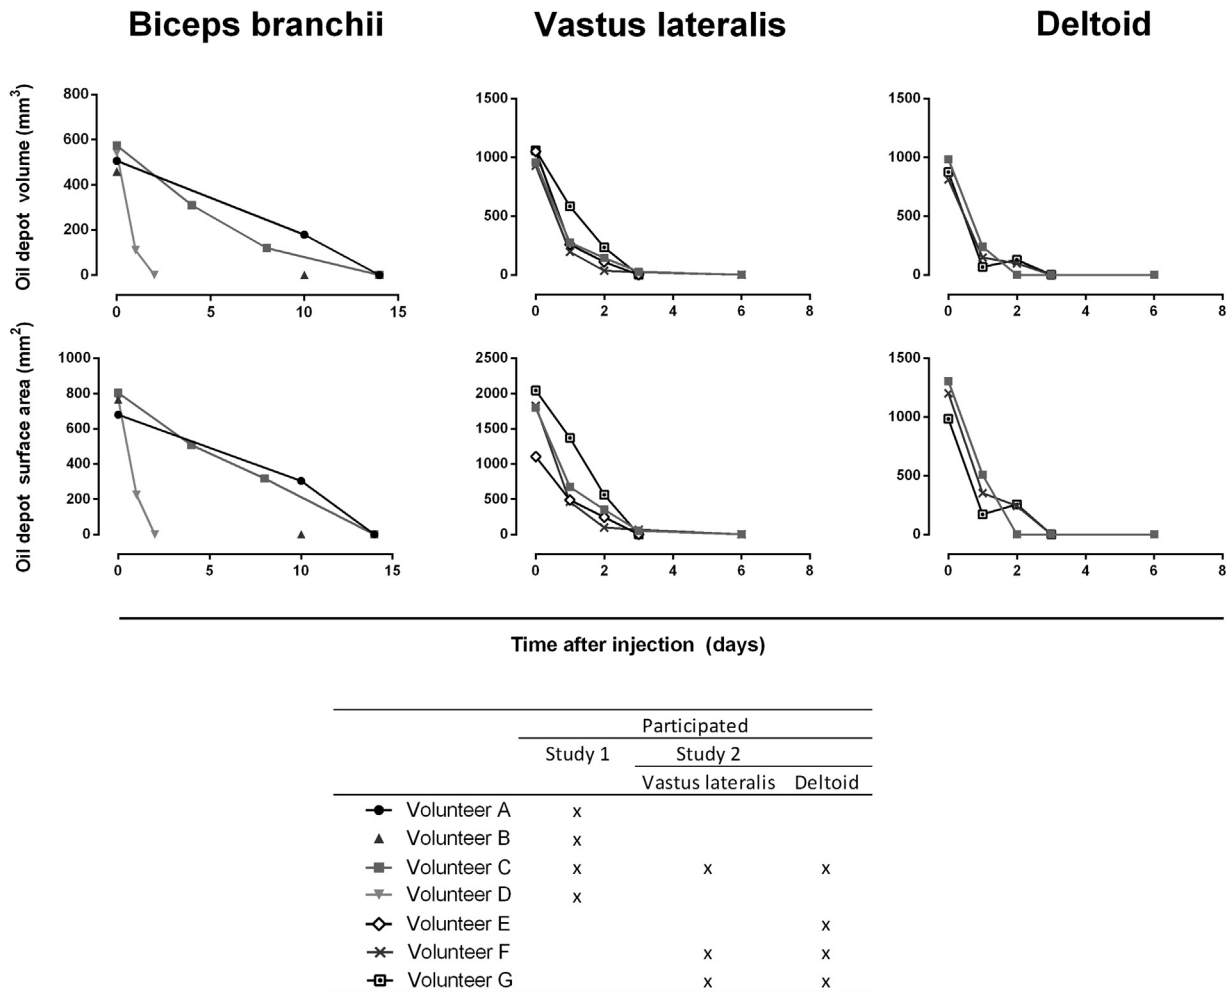 Biceps branchii Vastus lateralis Deltoid
Oil depot volume (mm³)
800
600
400
200
0
0 5 10 15
1500
1000
500
0
0 2 4 6 8
1500
1000
500
0
0 2 4 6 8
Oil depot surface area (mm²)
1000
800
600
400
200
0
0 5 10 15
2500
2000
1500
1000
500
0
0 2 4 6 8
1500
1000
500
0
0 2 4 6 8
Time after injection (days)
Participated
Study 1 Study 2
Vastus lateralis Deltoid
Volunteer A x
Volunteer B x
Volunteer C x x x
Volunteer D x
Volunteer E x
Volunteer F x x
Volunteer G x x